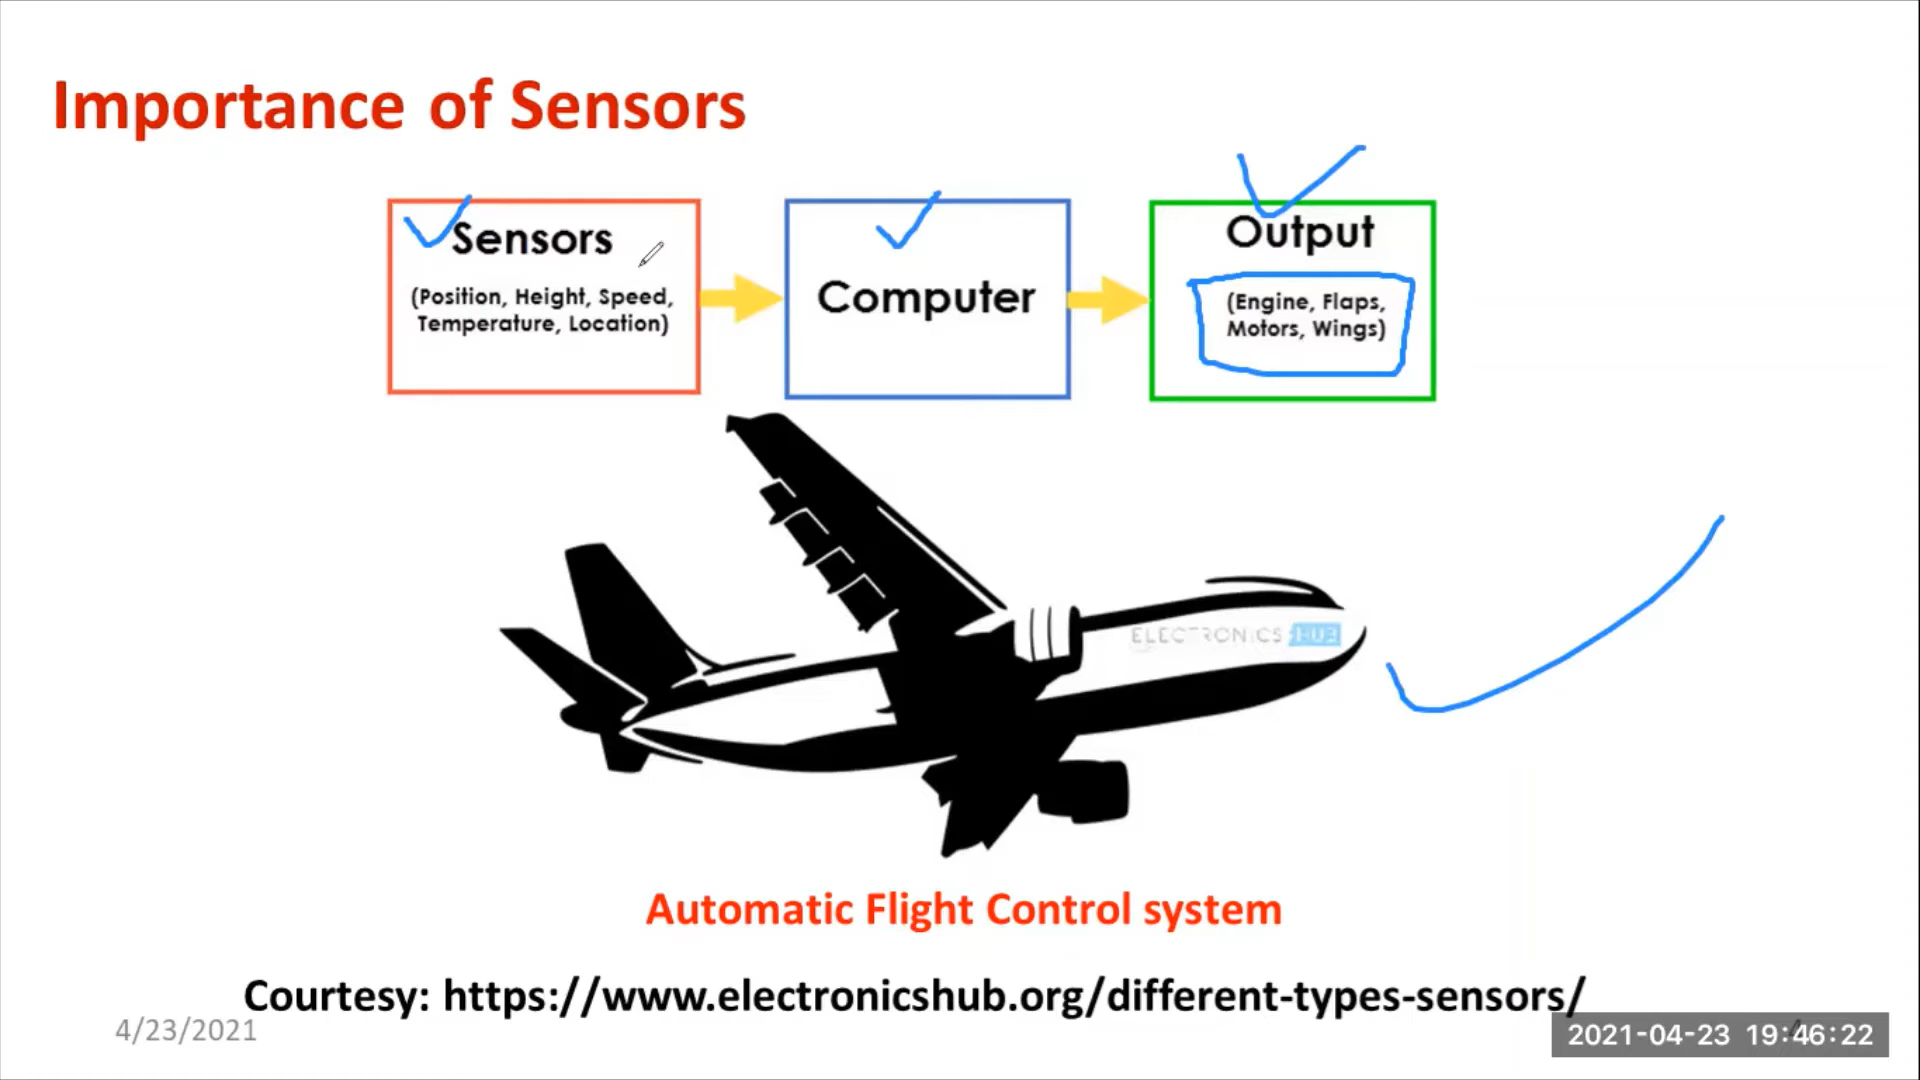 Importance of Sensors
Sensors
(Position, Height, Speed,
Temperature, Location)
Computer
Output
(Engine, Flaps,
Motors, Wings)
ELECTRONICS HUB
Automatic Flight Control system
Courtesy: https://www.electronicshub.org/different-types-sensors/
4/23/2021
2021-04-23 19:46:22